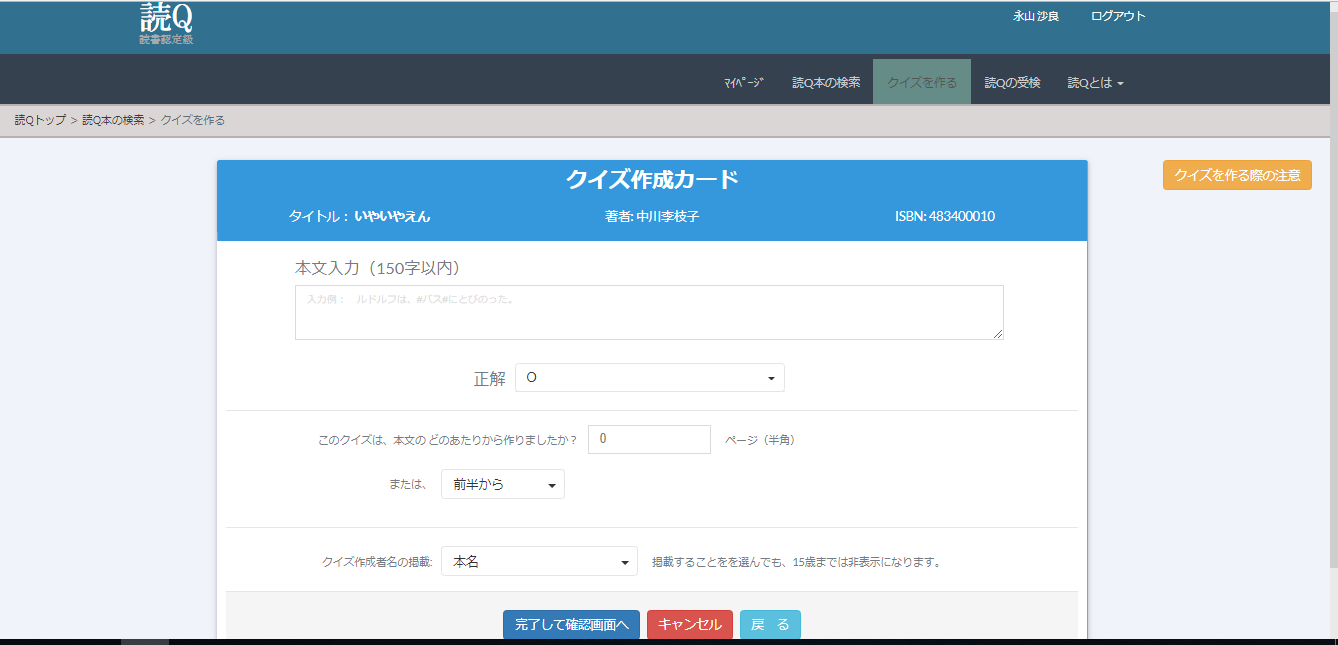 読Q
読書認定級
永山 沙良 ログアウト
ﾏｲﾍﾟｰｼﾞ 読Q本の検索 クイズを作る 読Qの受検 読Qとは
読Qトップ > 読Q本の検索 > クイズを作る
クイズを作る際の注意
クイズ作成カード
タイトル：いやいやえん 著者: 中川李枝子 ISBN: 483400010
本文入力（150字以内）
入力例： ルドルフは、#バス#にとびのった。
正解 O
このクイズは、本文の どのあたりから作りましたか？ 0 ページ（半角）
または、 前半から
クイズ作成者名の掲載: 本名 掲載することをを選んでも、15歳までは非表示になります。
完了して確認画面へ キャンセル 戻　る